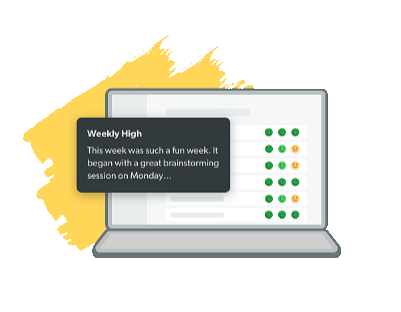 Weekly High
This week was such a fun week. It
began with a great brainstorming
session on Monday...